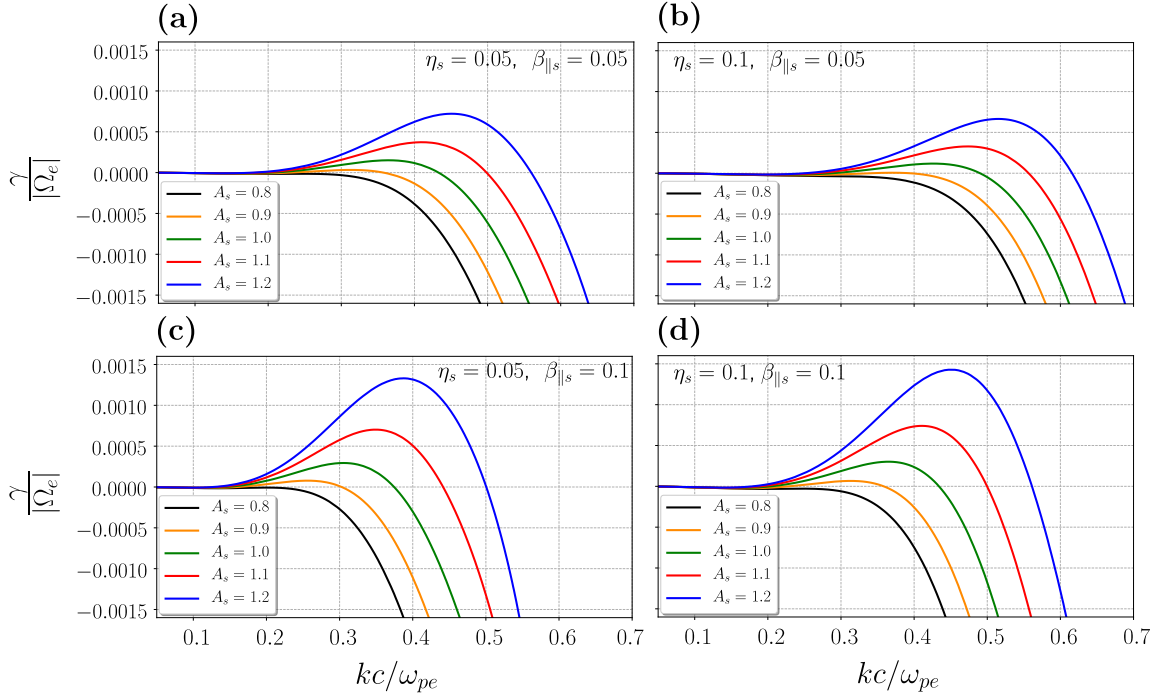 (a)
η_s = 0.05, β_∥s = 0.05
0.0015
0.0010
0.0005
0.0000
−0.0005
−0.0010
−0.0015
γ
|Ω_e|
A_s = 0.8
A_s = 0.9
A_s = 1.0
A_s = 1.1
A_s = 1.2
(b)
η_s = 0.1, β_∥s = 0.05
A_s = 0.8
A_s = 0.9
A_s = 1.0
A_s = 1.1
A_s = 1.2
(c)
η_s = 0.05, β_∥s = 0.1
0.0015
0.0010
0.0005
0.0000
−0.0005
−0.0010
−0.0015
γ
|Ω_e|
A_s = 0.8
A_s = 0.9
A_s = 1.0
A_s = 1.1
A_s = 1.2
0.1 0.2 0.3 0.4 0.5 0.6 0.7
kc/ω_pe
(d)
η_s = 0.1, β_∥s = 0.1
A_s = 0.8
A_s = 0.9
A_s = 1.0
A_s = 1.1
A_s = 1.2
0.1 0.2 0.3 0.4 0.5 0.6 0.7
kc/ω_pe